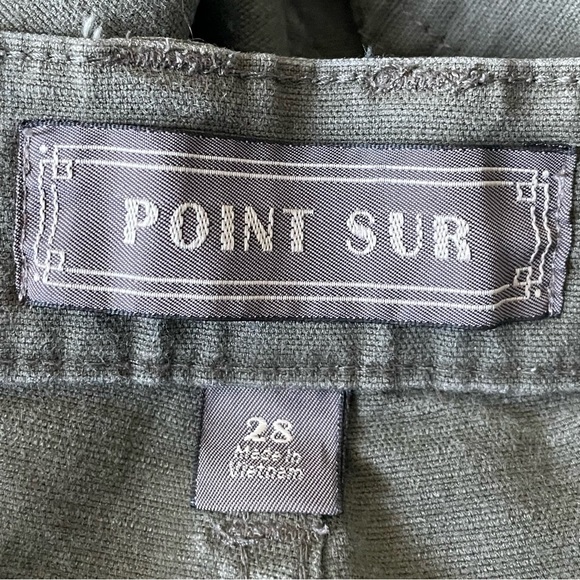 POINT SUR
28
Made in
Vietnam